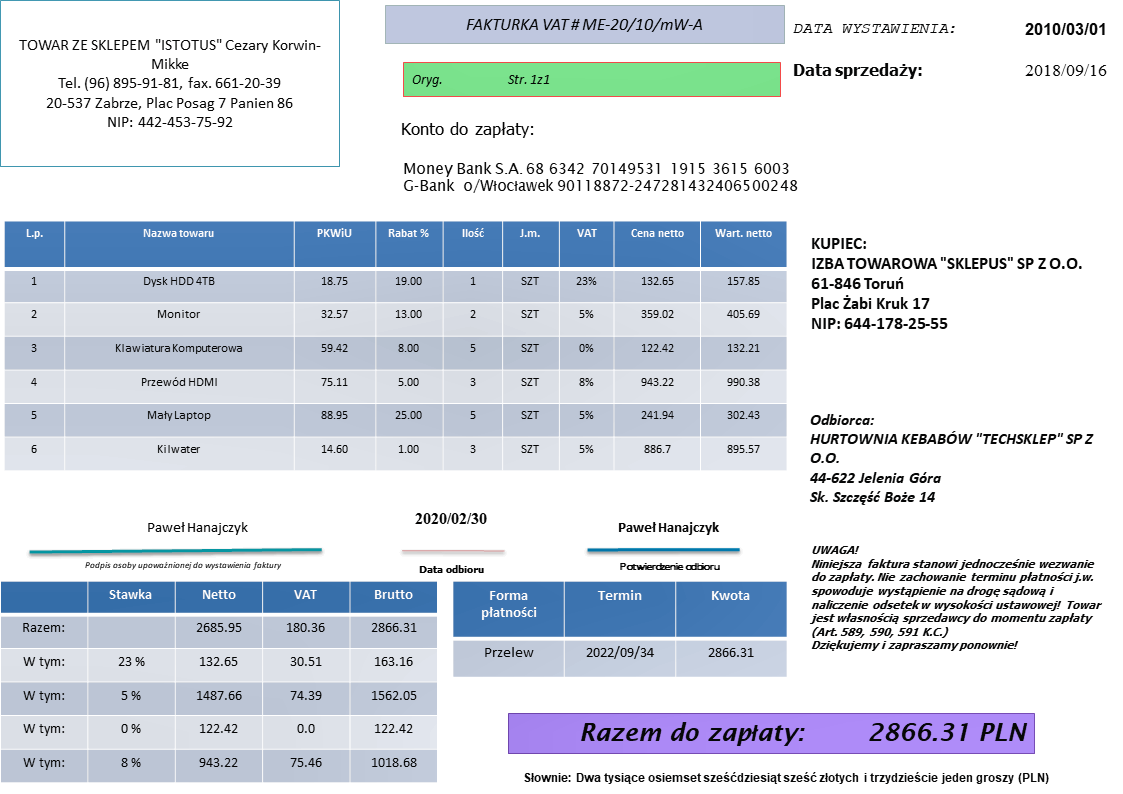 TOWAR ZE SKLEPEM "ISTOTUS" Cezary Korwin-
Mikke
Tel. (96) 895-91-81, fax. 661-20-39
20-537 Zabrze, Plac Posag 7 Panien 86
NIP: 442-453-75-92
FAKTURKA VAT# ME-20/10/mW-A
Oryg. Str. 1z1
DATA WYSTAWIENIA: 2010/03/01
Data sprzedaży: 2018/09/16
Konto do zapłaty:
Money Bank S.A. 68 6342 70149531 1915 3615 6003
G-Bank o/Włocławek 90118872-247281432406500248
L.p. Nazwa towaru PKWiU Rabat % Ilość J.m. VAT Cena netto Wart. netto
1 Dysk HDD 4TB 18.75 19.00 1 SZT 23% 132.65 157.85
2 Monitor 32.57 13.00 2 SZT 5% 359.02 405.69
3 Klawiatura Komputerowa 59.42 8.00 5 SZT 0% 122.42 132.21
4 Przewód HDMI 75.11 5.00 3 SZT 8% 943.22 990.38
5 Mały Laptop 88.95 25.00 5 SZT 5% 241.94 302.43
6 Kilwater 14.60 1.00 3 SZT 5% 886.7 895.57
KUPIEC:
IZBA TOWAROWA "SKLEPUS" SP Z O.O.
61-846 Toruń
Plac Żabi Kruk 17
NIP: 644-178-25-55
Odbiorca:
HURTOWNIA KEBABÓW "TECHSKLEP" SP Z
O.O.
44-622 Jelenia Góra
Sk. Szczęść Boże 14
Paweł Hanajczyk
Podpis osoby upoważnionej do wystawienia faktury
2020/02/30
Data odbioru
Paweł Hanajczyk
Potwierdzenie odbioru
UWAGA!
Niniejsza faktura stanowi jednocześnie wezwanie
do zapłaty. Nie zachowanie terminu płatności j.w.
spowoduje wystąpienie na drogę sądową i
naliczenie odsetek w wysokości ustawowej! Towar
jest własnością sprzedawcy do momentu zapłaty
(Art. 589, 590, 591 K.C.)
Dziękujemy i zapraszamy ponownie!
Stawka Netto VAT Brutto
Razem: 2685.95 180.36 2866.31
W tym: 23 % 132.65 30.51 163.16
W tym: 5 % 1487.66 74.39 1562.05
W tym: 0 % 122.42 0.0 122.42
W tym: 8 % 943.22 75.46 1018.68
Forma
płatności Termin Kwota
Przelew 2022/09/34 2866.31
Razem do zapłaty: 2866.31 PLN
Słownie: Dwa tysiące osiemset sześćdziesiąt sześć złotych i trzydzieście jeden groszy (PLN)